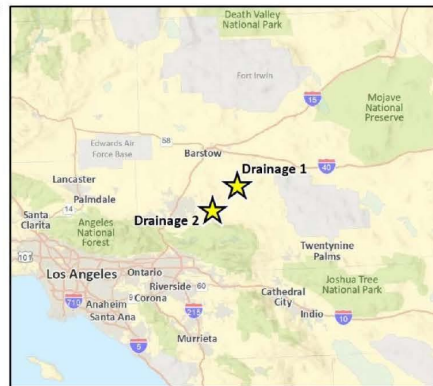 Death Valley
National Park
Fort Irwin
15
Mojave
National
Preserve
Edwards Air
Force Base
58
Barstow
40
Drainage 1
Lancaster
Palmdale
14
Santa
Clarita
Angeles
National
Forest
Drainage 2
Twentynine
Palms
101
Los Angeles
Ontario
Riverside
60
Joshua Tree
National Park
710
Anaheim
9
Corona
Santa Ana
215
Cathedral
City
Indio
10
Murrieta
5